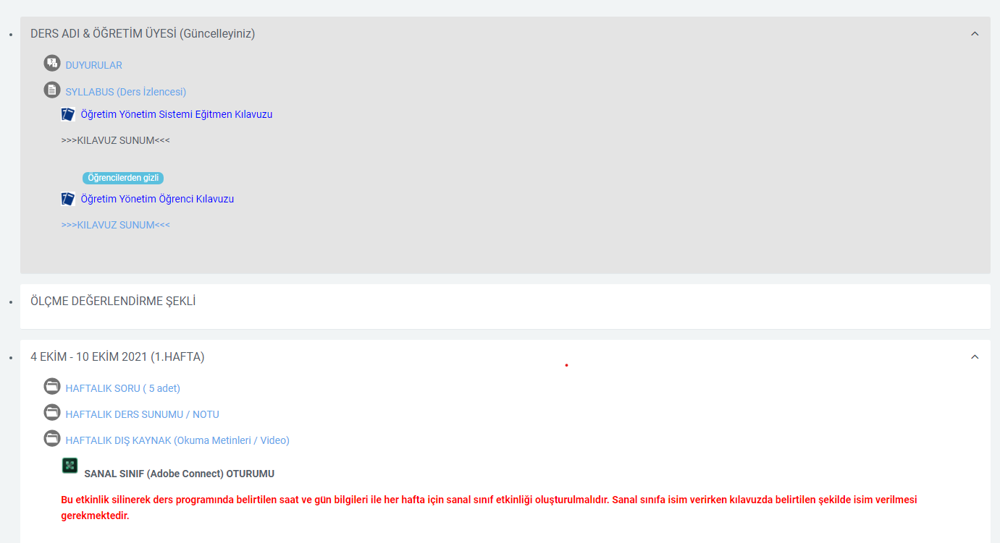 DERS ADI & ÖĞRETİM ÜYESİ (Güncelleyiniz)
DUYURULAR
SYLLABUS (Ders İzlencesi)
Öğretim Yönetim Sistemi Eğitmen Kılavuzu
>>>KILAVUZ SUNUM<<<
Öğrencilerden gizli
Öğretim Yönetim Öğrenci Kılavuzu
>>>KILAVUZ SUNUM<<<
ÖLÇME DEĞERLENDİRME ŞEKLİ
4 EKİM - 10 EKİM 2021 (1.HAFTA)
HAFTALIK SORU ( 5 adet)
HAFTALIK DERS SUNUMU / NOTU
HAFTALIK DIŞ KAYNAK (Okuma Metinleri / Video)
SANAL SINIF (Adobe Connect) OTURUMU
Bu etkinlik silinerek ders programında belirtilen saat ve gün bilgileri ile her hafta için sanal sınıf etkinliği oluşturulmalıdır. Sanal sınıfa isim verirken kılavuzda belirtilen şekilde isim verilmesi
gerekmektedir.